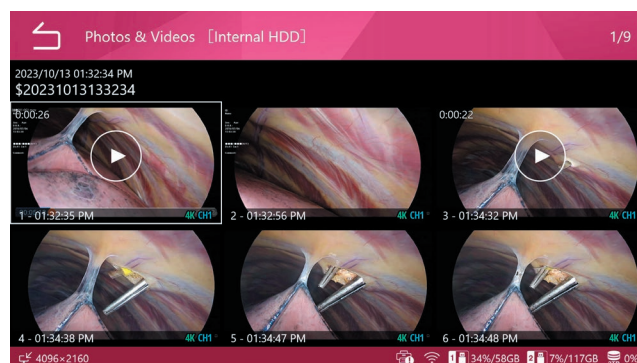 Photos & Videos [Internal HDD] 1/9
2023/10/13 01:32:34 PM
$20231013133234
0:00:26 0:00:22
1 - 01:32:35 PM 4K CH1 2 - 01:32:56 PM 4K CH1 3 - 01:34:32 PM 4K CH1
4 - 01:34:38 PM 4K CH1 5 - 01:34:47 PM 4K CH1 6 - 01:34:48 PM 4K CH1
4096×2160 1 34%/58GB 2 7%/117GB 0%